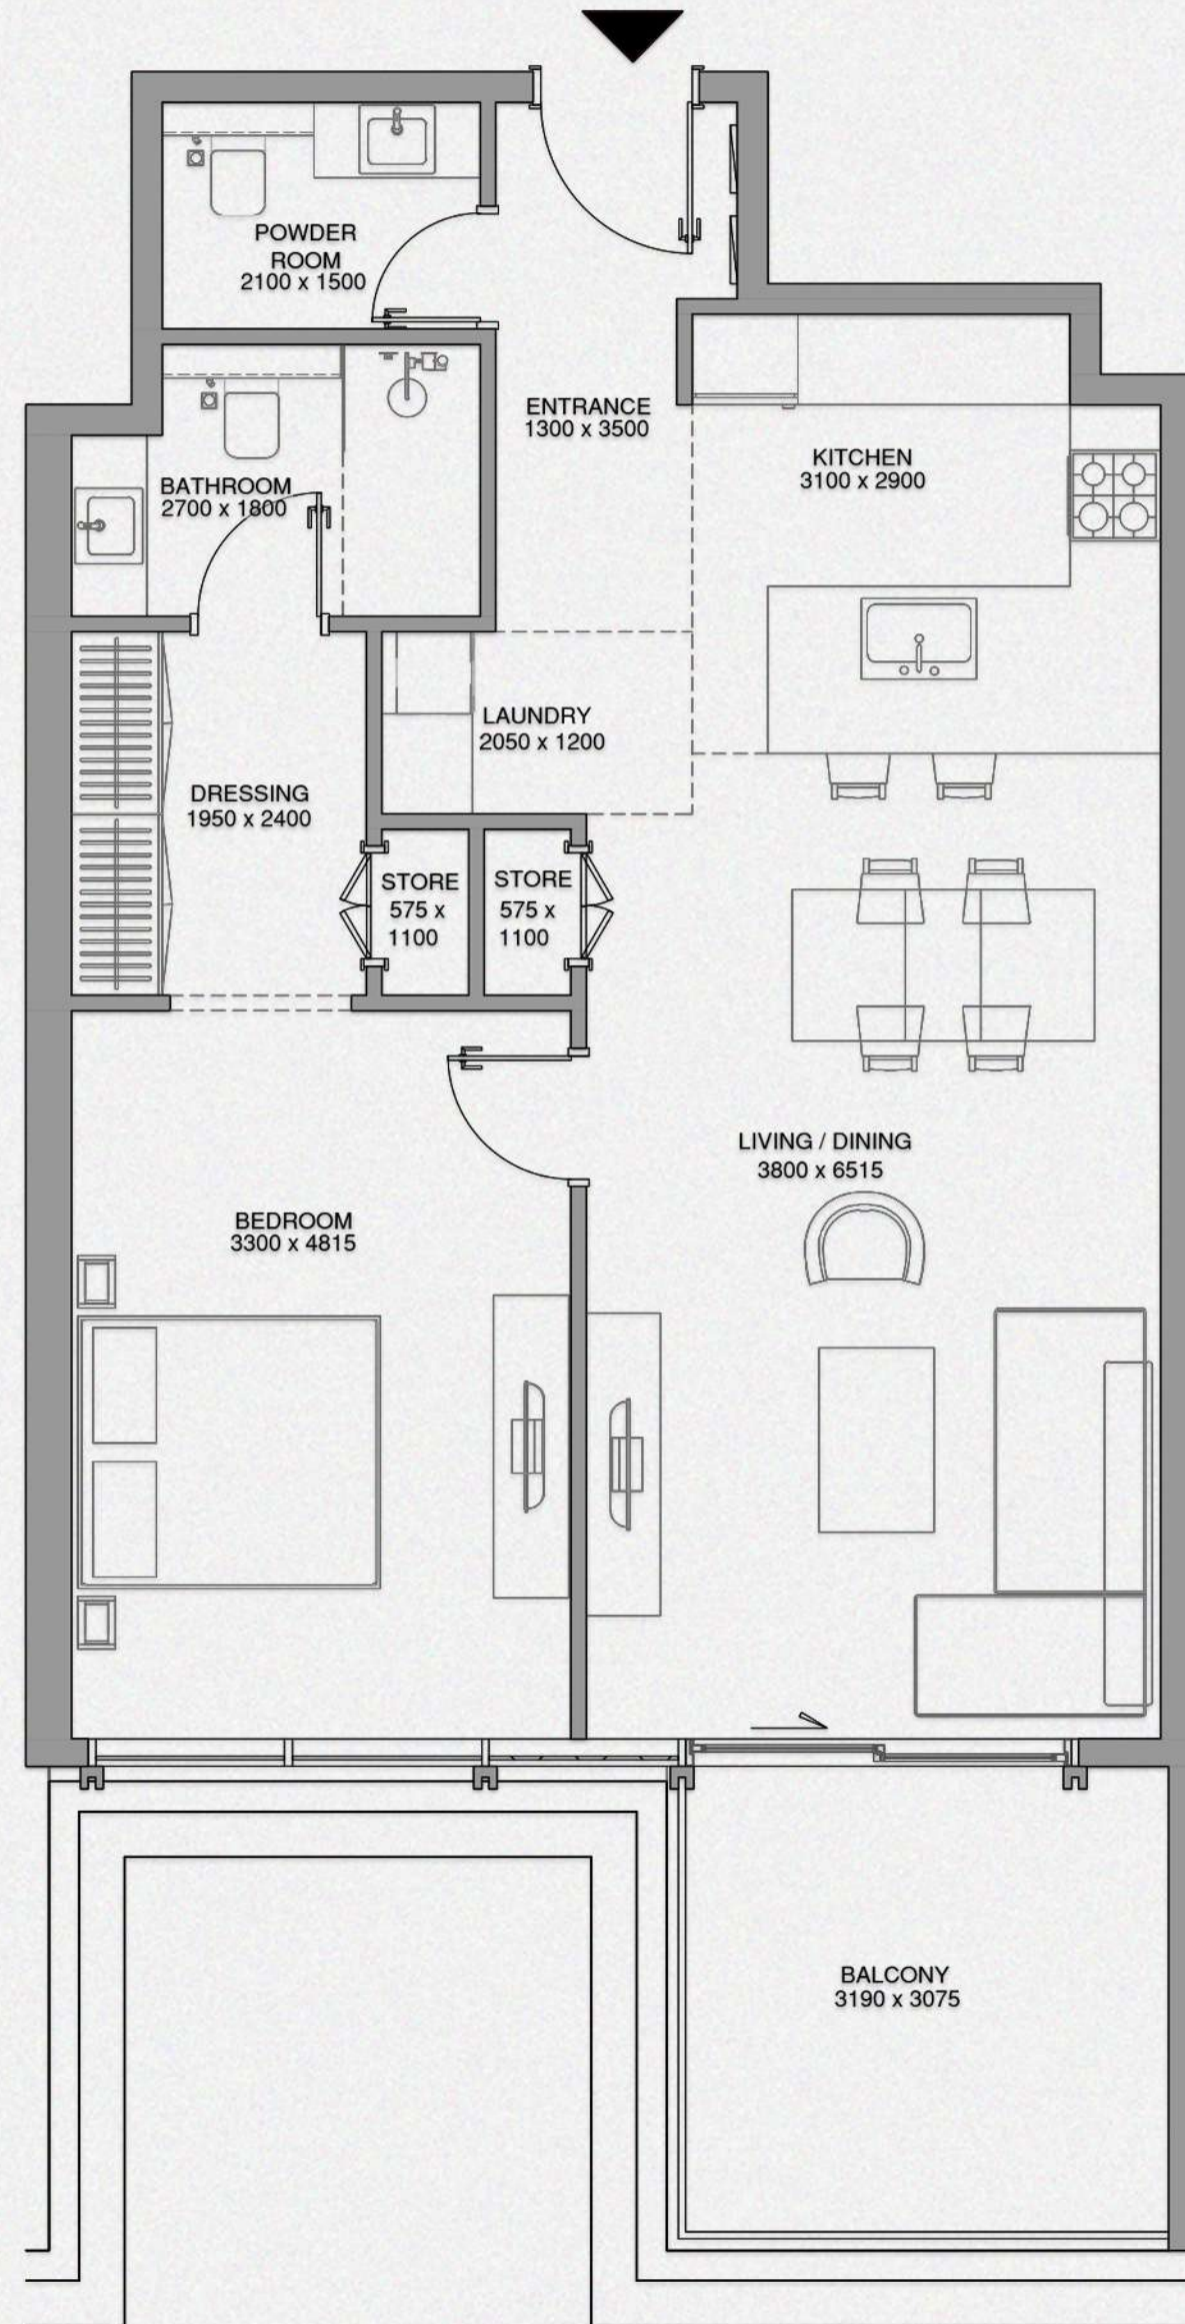 POWDER
ROOM
2100 x 1500
ENTRANCE
1300 x 3500
KITCHEN
3100 x 2900
BATHROOM
2700 x 1800
LAUNDRY
2050 x 1200
DRESSING
1950 x 2400
STORE
575 x
1100
STORE
575 x
1100
LIVING / DINING
3800 x 6515
BEDROOM
3300 x 4815
BALCONY
3190 x 3075